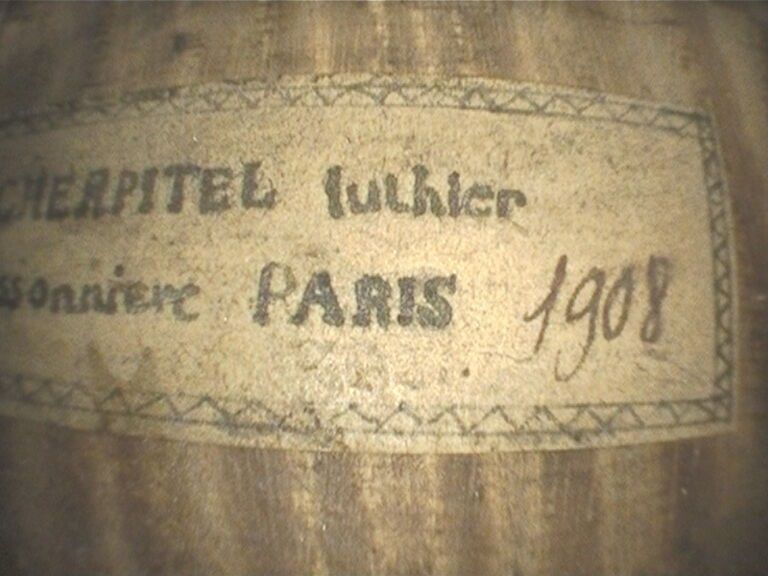 CHERPITEL luthier
ssonniere PARIS 1908